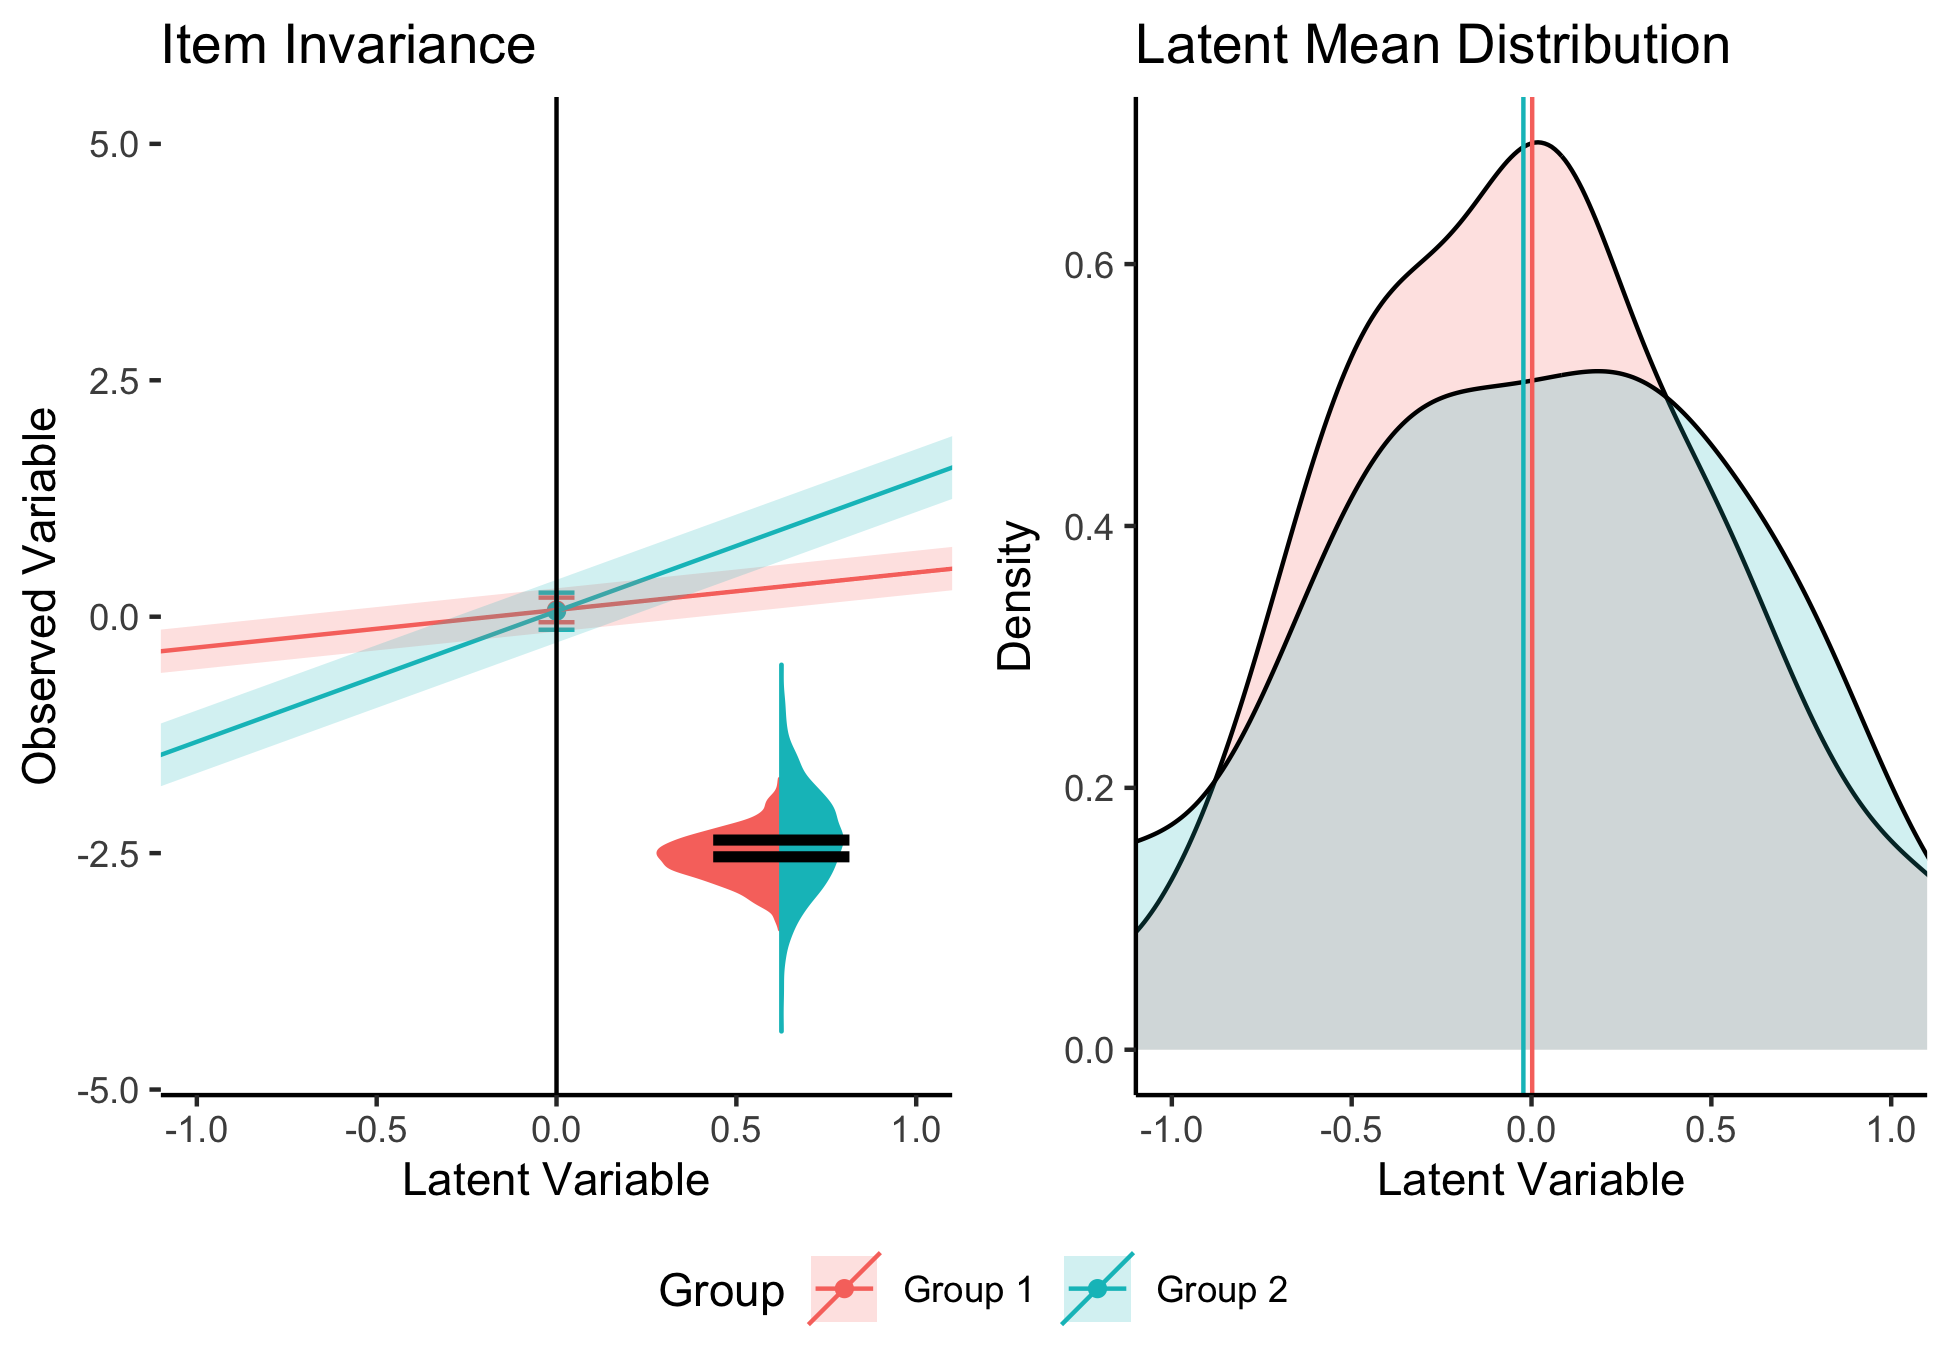 Item Invariance
Observed Variable
5.0
2.5
0.0
-2.5
-5.0
-1.0 -0.5 0.0 0.5 1.0
Latent Variable
Latent Mean Distribution
Density
0.6
0.4
0.2
0.0
-1.0 -0.5 0.0 0.5 1.0
Latent Variable
Group Group 1 Group 2